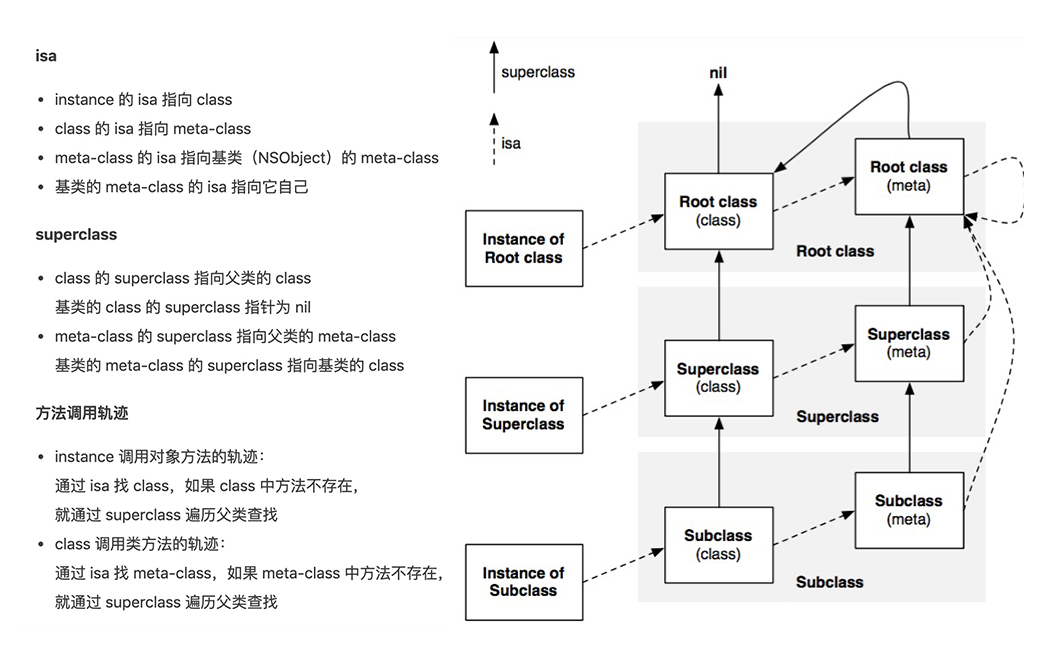 isa
instance 的 isa 指向 class
class 的 isa 指向 meta-class
meta-class 的 isa 指向基类（NSObject）的 meta-class
基类的 meta-class 的 isa 指向它自己
superclass
class 的 superclass 指向父类的 class
基类的 class 的 superclass 指针为 nil
meta-class 的 superclass 指向父类的 meta-class
基类的 meta-class 的 superclass 指向基类的 class
方法调用轨迹
instance 调用对象方法的轨迹：
通过 isa 找 class，如果 class 中方法不存在，
就通过 superclass 遍历父类查找
class 调用类方法的轨迹：
通过 isa 找 meta-class，如果 meta-class 中方法不存在，
就通过 superclass 遍历父类查找
superclass
isa
nil
Instance of
Root class
Root class
(class)
Root class
(meta)
Root class
Instance of
Superclass
Superclass
(class)
Superclass
(meta)
Superclass
Instance of
Subclass
Subclass
(class)
Subclass
(meta)
Subclass